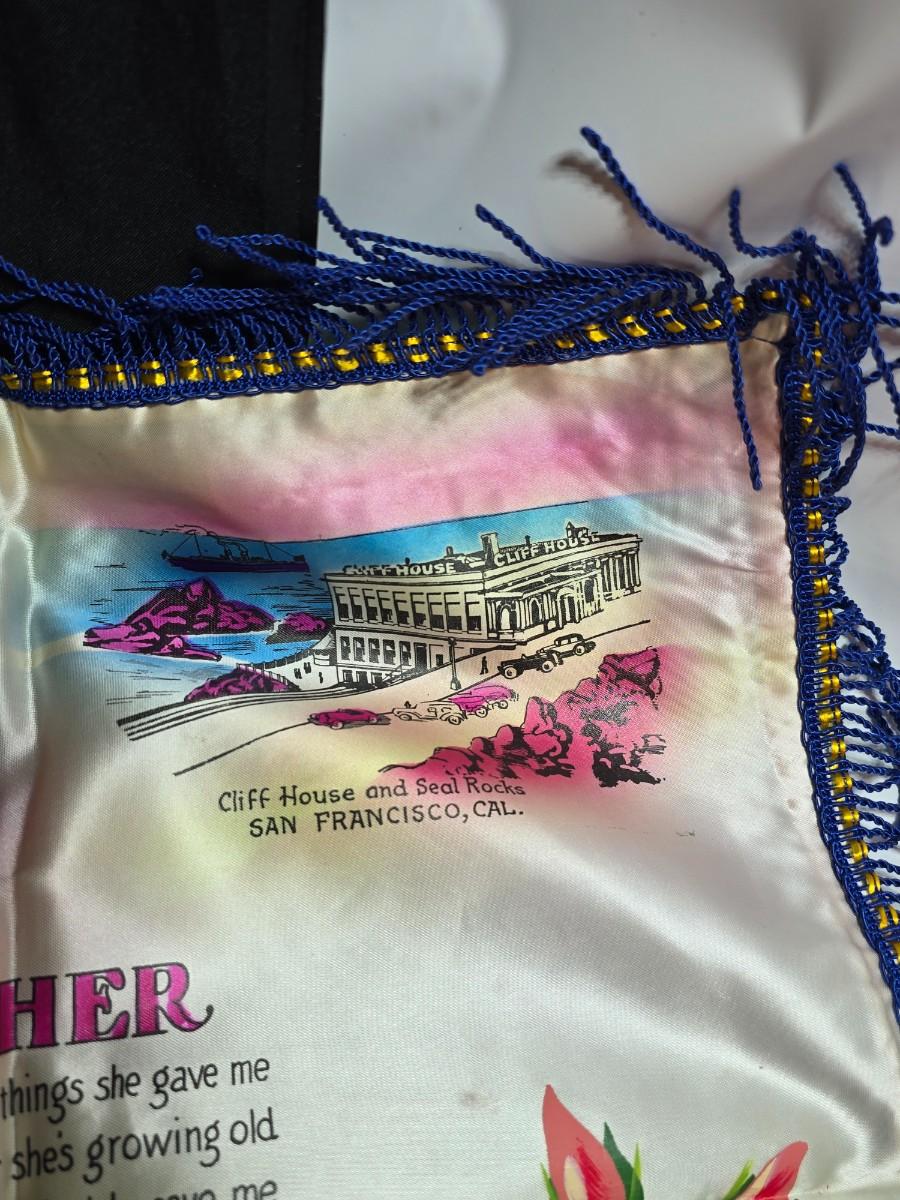 CLIFF HOUSE CLIFF HOUSE
Cliff House and Seal Rocks
SAN FRANCISCO, CAL.
HER
things she gave me
she's growing old
me